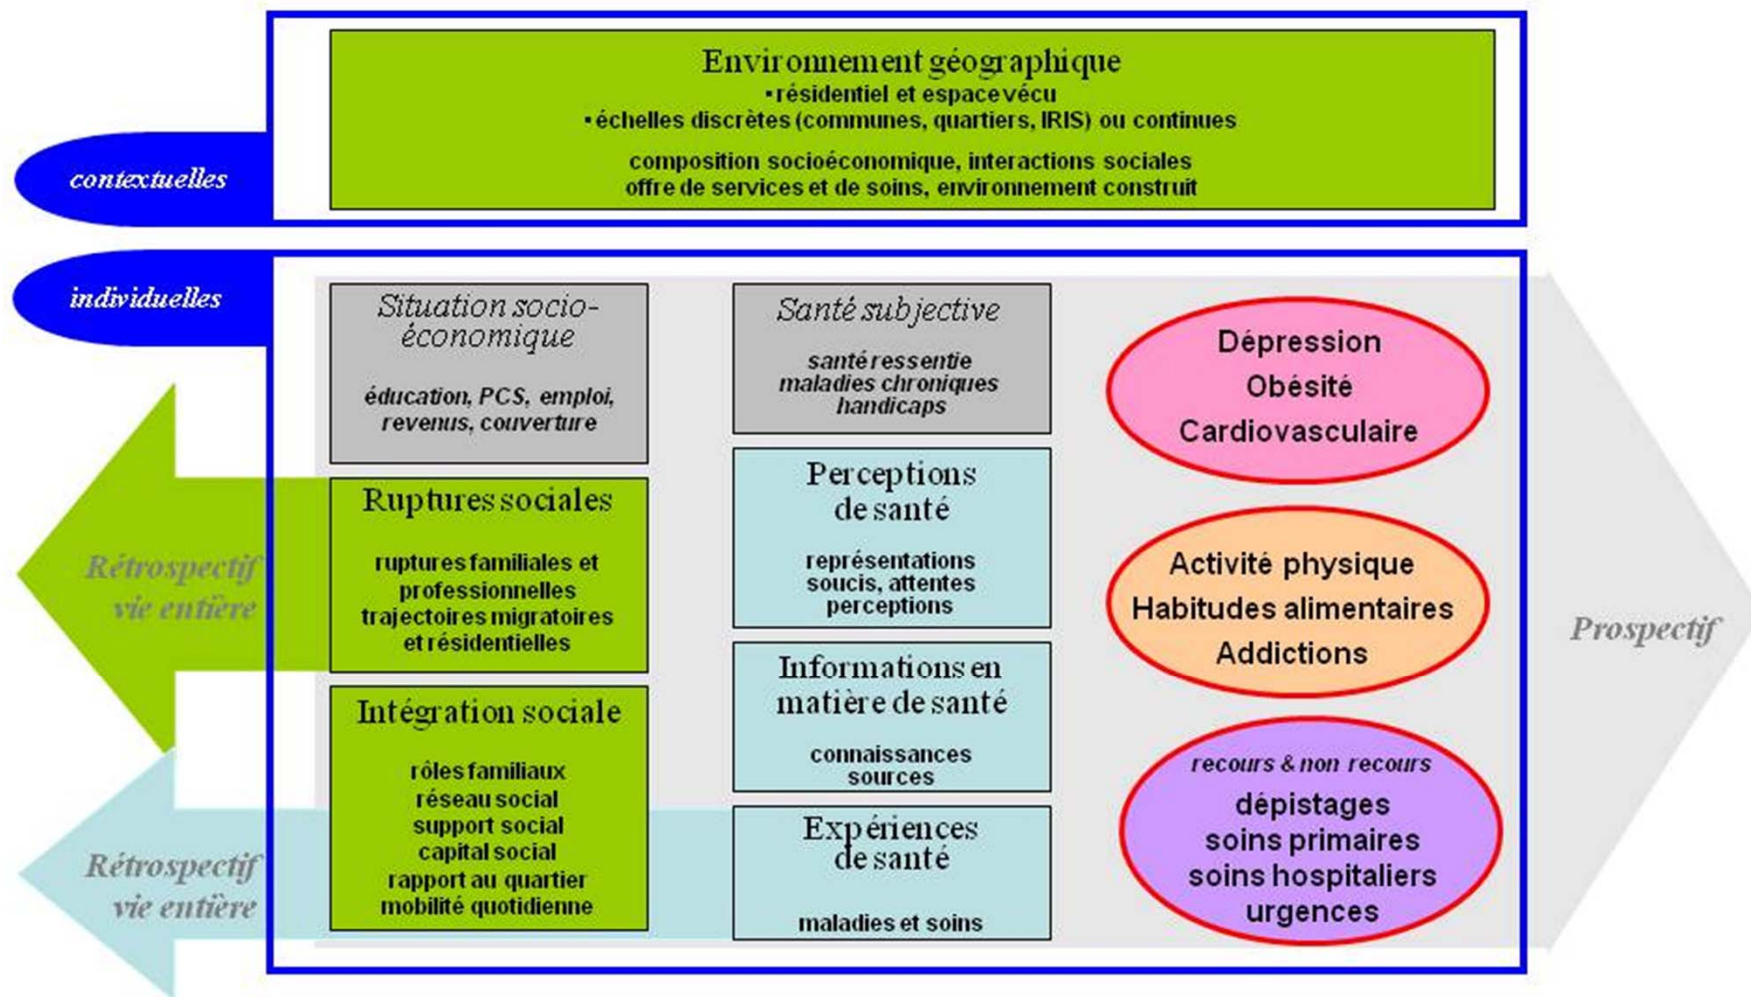 Environnement géographique
▪résidentiel et espace vécu
▪échelles discrètes (communes, quartiers, IRIS) ou continues
composition socioéconomique, interactions sociales
offre de services et de soins, environnement construit
contextuelles
individuelles
Situation socio-
économique
éducation, PCS, emploi,
revenus, couverture
Ruptures sociales
ruptures familiales et
professionnelles
trajectoires migratoires
et résidentielles
Intégration sociale
rôles familiaux
réseau social
support social
capital social
rapport au quartier
mobilité quotidienne
Santé subjective
santé ressentie
maladies chroniques
handicaps
Perceptions
de santé
représentations
soucis, attentes
perceptions
Informations en
matière de santé
connaissances
sources
Expériences
de santé
maladies et soins
Dépression
Obésité
Cardiovasculaire
Activité physique
Habitudes alimentaires
Addictions
recours & non recours
dépistages
soins primaires
soins hospitaliers
urgences
Rétrospectif
vie entière
Rétrospectif
vie entière
Prospectif